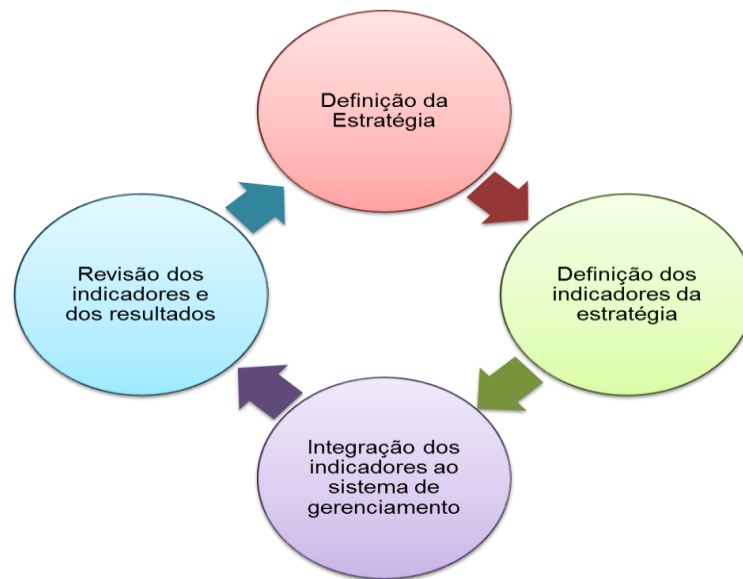 Definição da
Estratégia
Definição dos
indicadores da
estratégia
Integração dos
indicadores ao
sistema de
gerenciamento
Revisão dos
indicadores e
dos resultados